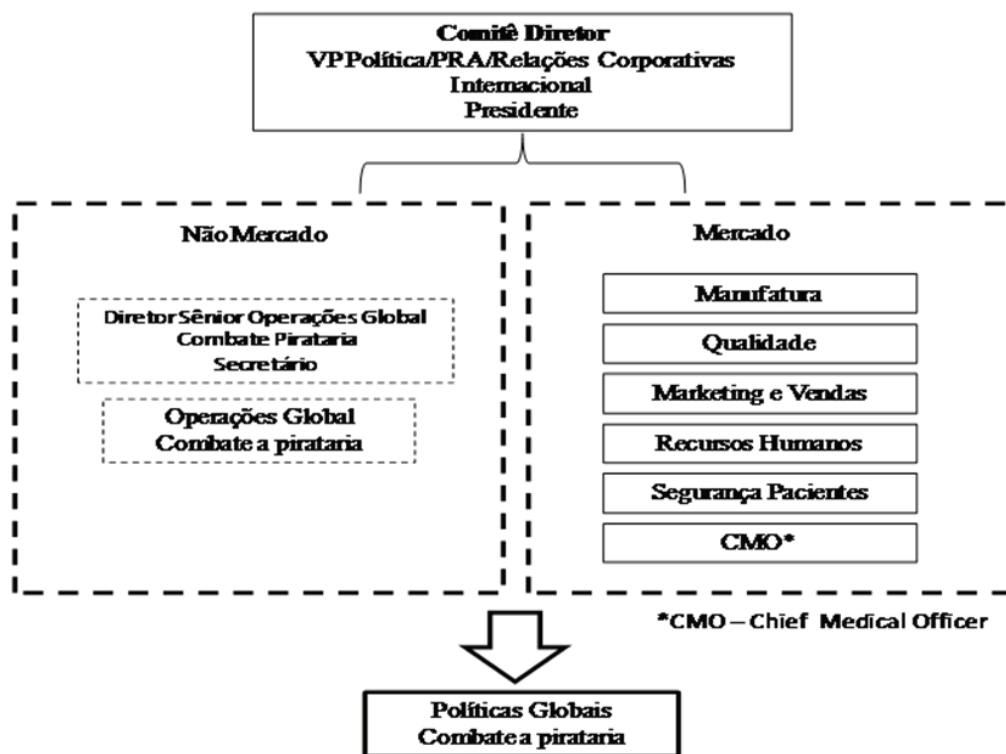 Comitê Diretor
VP Política/PRA/Relações Corporativas
Internacional
Presidente
Não Mercado
Diretor Sênior Operações Global
Combate Pirataria
Secretário
Operações Global
Combate a pirataria
Mercado
Manufatura
Qualidade
Marketing e Vendas
Recursos Humanos
Segurança Pacientes
CMO*
*CMO – Chief Medical Officer
Políticas Globais
Combate a pirataria